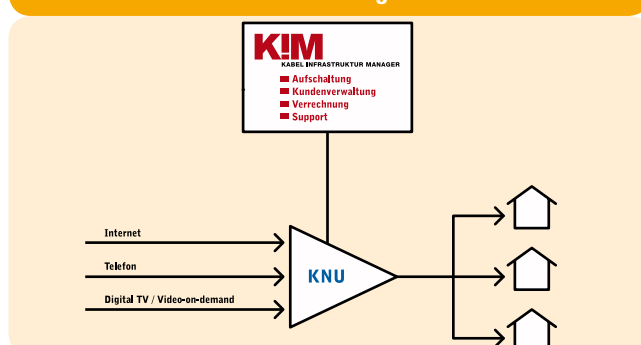 K!M
KABEL INFRASTRUKTUR MANAGER
Aufschaltung
Kundenverwaltung
Verrechnung
Support
Internet
Telefon
KNU
Digital TV / Video-on-demand